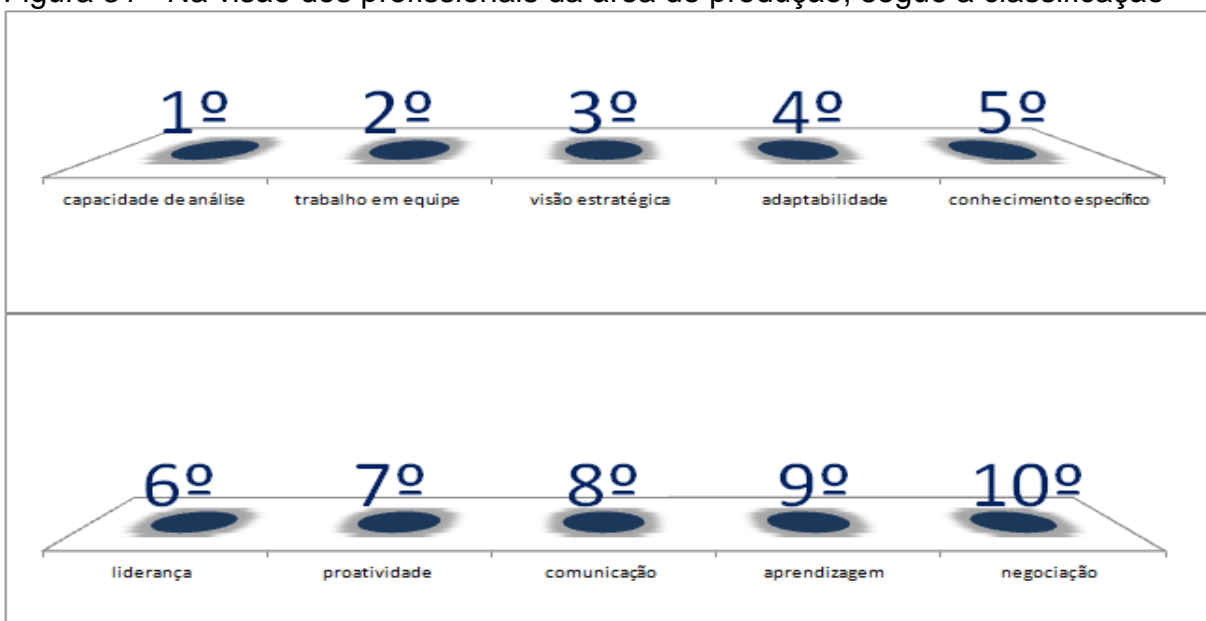 Na visão dos profissionais da área de produção, segue a classificação
1º 2º 3º 4º 5º
capacidade de análise trabalho em equipe visão estratégica adaptabilidade conhecimento específico
6º 7º 8º 9º 10º
liderança proatividade comunicação aprendizagem negociação